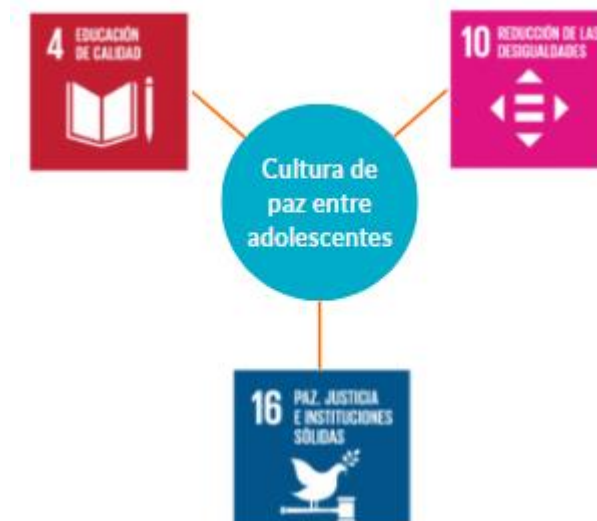 4 EDUCACIÓN
DE CALIDAD
10 REDUCCIÓN DE LAS
DESIGUALDADES
Cultura de
paz entre
adolescentes
16 PAZ, JUSTICIA
E INSTITUCIONES
SÓLIDAS